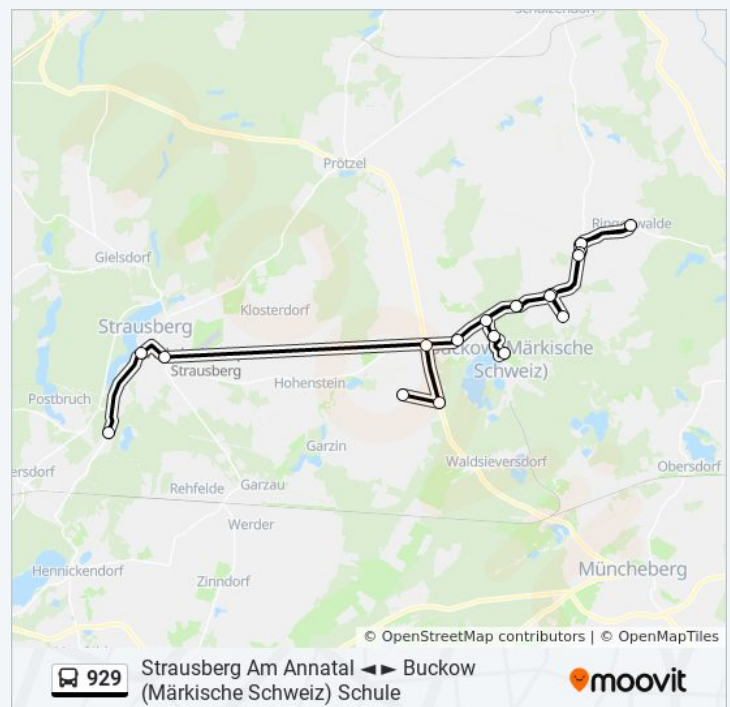 Prötzel
Gielsdorf
Klosterdorf
Strausberg
Strausberg
Hohenstein
Postbruch
Garzin
Rehfelde
Garzau
Werder
Hennickendorf
Zinndorf
Buckow (Märkische
Schweiz)
Waldsieversdorf
Obersdorf
Müncheberg
© OpenStreetMap contributors | © OpenMapTiles
929
Strausberg Am Annatal ◄► Buckow
(Märkische Schweiz) Schule
moovit